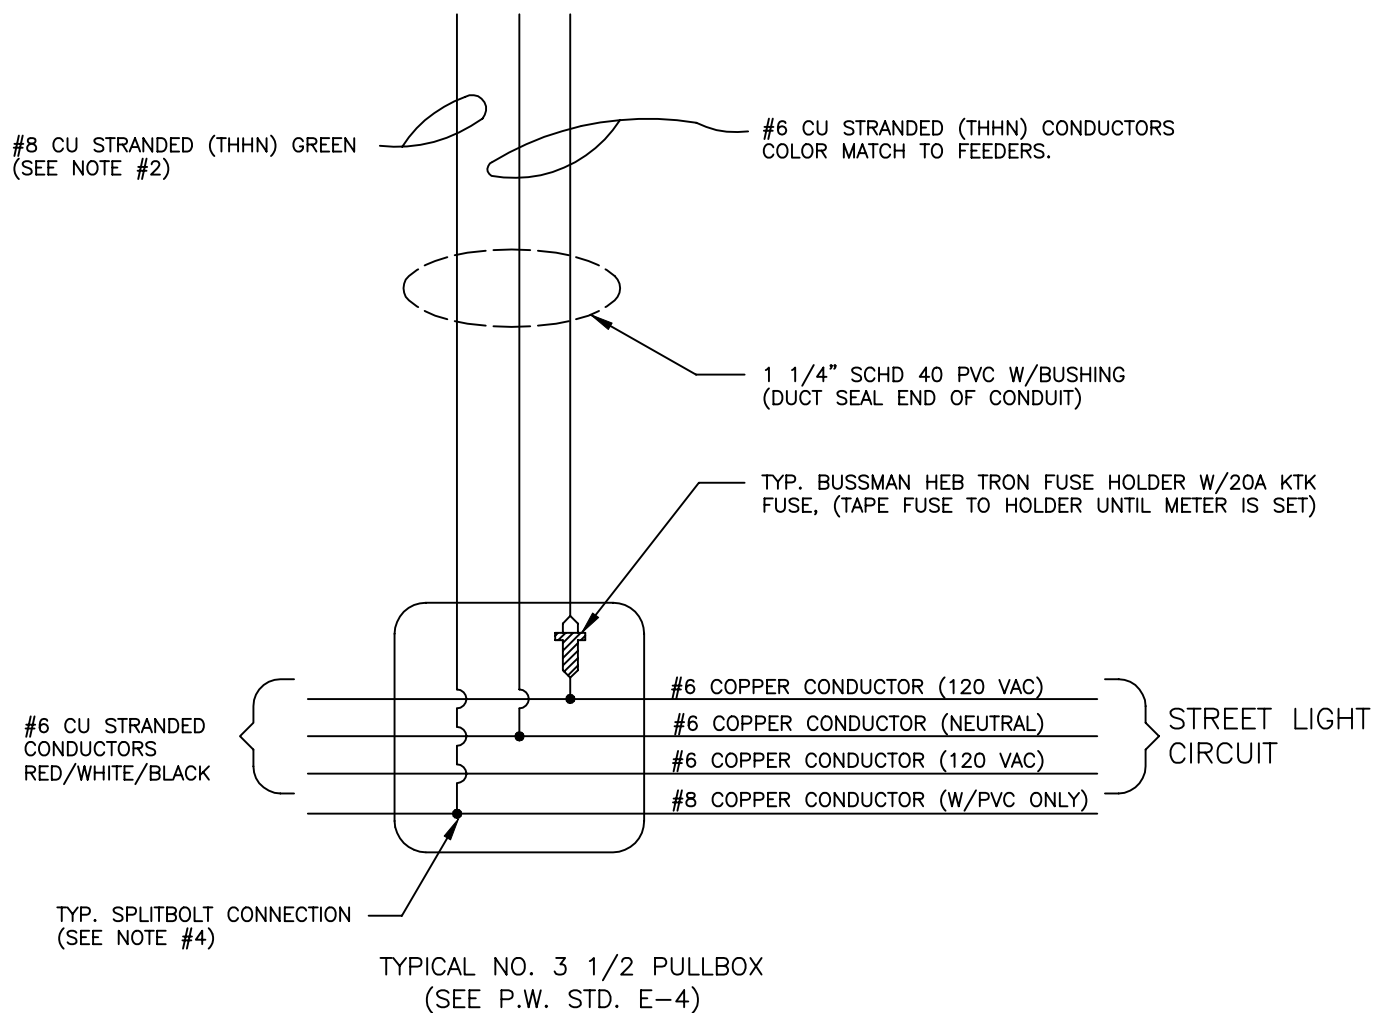 #8 CU STRANDED (THHN) GREEN
(SEE NOTE #2)
#6 CU STRANDED (THHN) CONDUCTORS
COLOR MATCH TO FEEDERS.
1 1/4" SCHD 40 PVC W/BUSHING
(DUCT SEAL END OF CONDUIT)
TYP. BUSSMAN HEB TRON FUSE HOLDER W/20A KTK
FUSE, (TAPE FUSE TO HOLDER UNTIL METER IS SET)
#6 CU STRANDED
CONDUCTORS
RED/WHITE/BLACK
#6 COPPER CONDUCTOR (120 VAC)
#6 COPPER CONDUCTOR (NEUTRAL)
#6 COPPER CONDUCTOR (120 VAC)
#8 COPPER CONDUCTOR (W/PVC ONLY)
STREET LIGHT
CIRCUIT
TYP. SPLITBOLT CONNECTION
(SEE NOTE #4)
TYPICAL NO. 3 1/2 PULLBOX
(SEE P.W. STD. E-4)